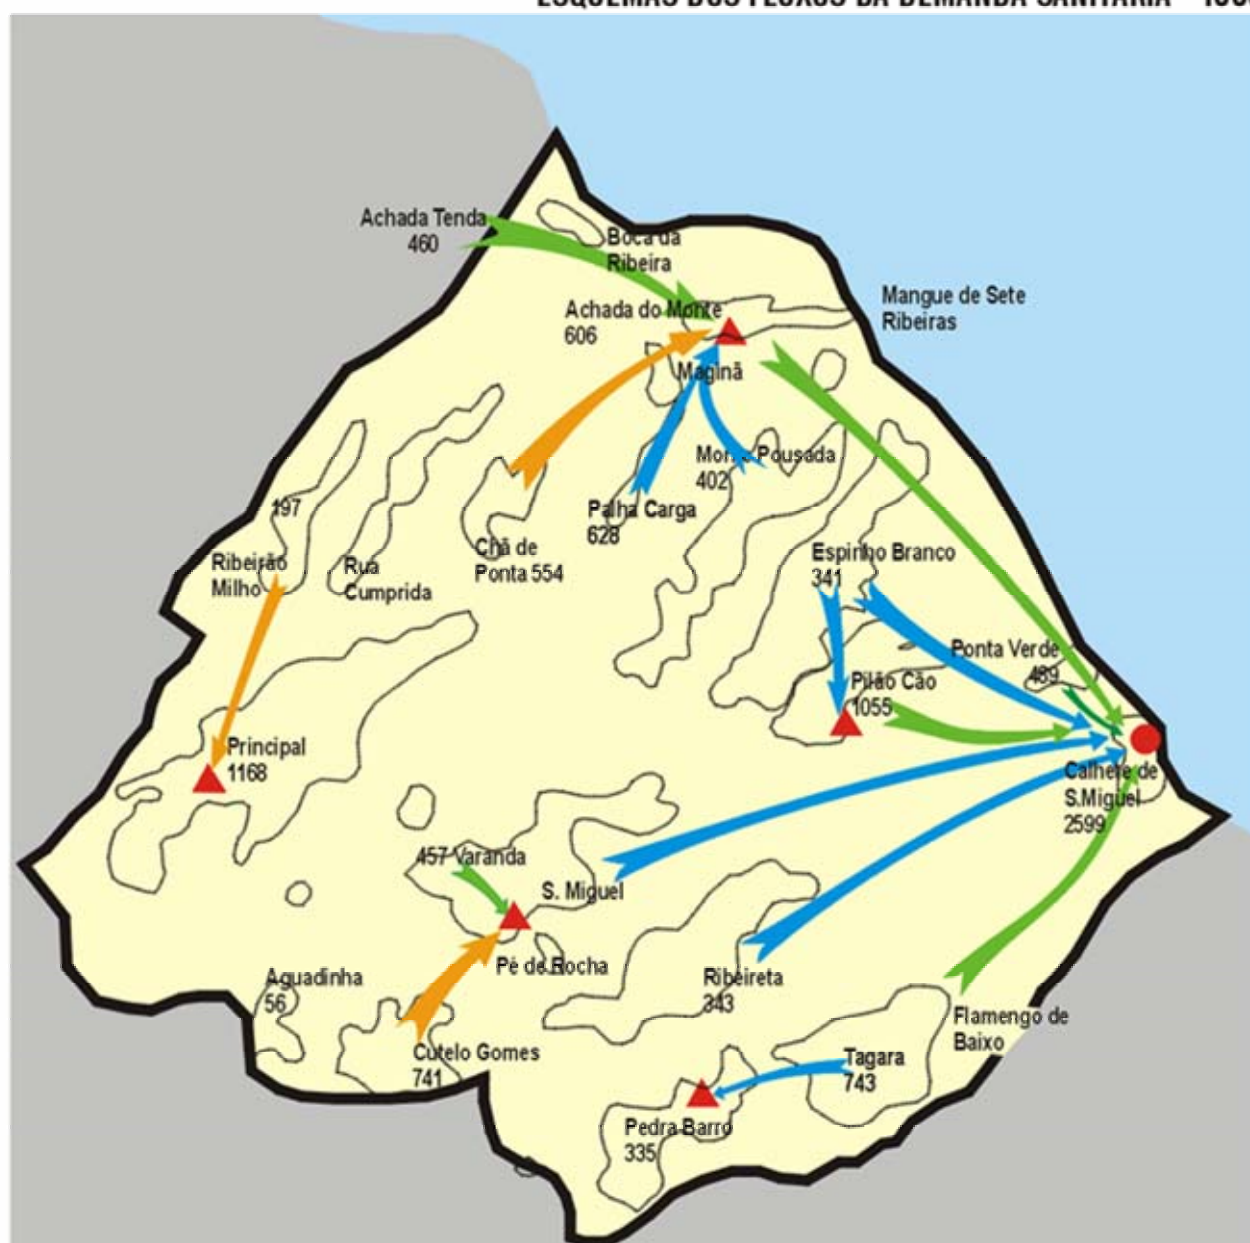 ESQUEMAS DOS FLUXOS DA DEMANDA SANITÁRIA
Achada Tenda
460
Boca da
Ribeira
Mangue de Sete
Ribeiras
Achada do Monte
606
Maginã
Monte Pousada
402
197
Palha Carga
628
Chã de
Ponta 554
Espinho Branco
341
Ribeirão
Milho
Rua
Cumprida
Ponta Verde
489
Pilão Cão
1055
Principal
1168
Calhete de
S.Miguel
2599
457 Varanda
S. Miguel
Pé de Rocha
Aguadinha
56
Ribeireta
343
Flamengo de
Baixo
Cutelo Gomes
741
Tagara
743
Pedra Barro
335